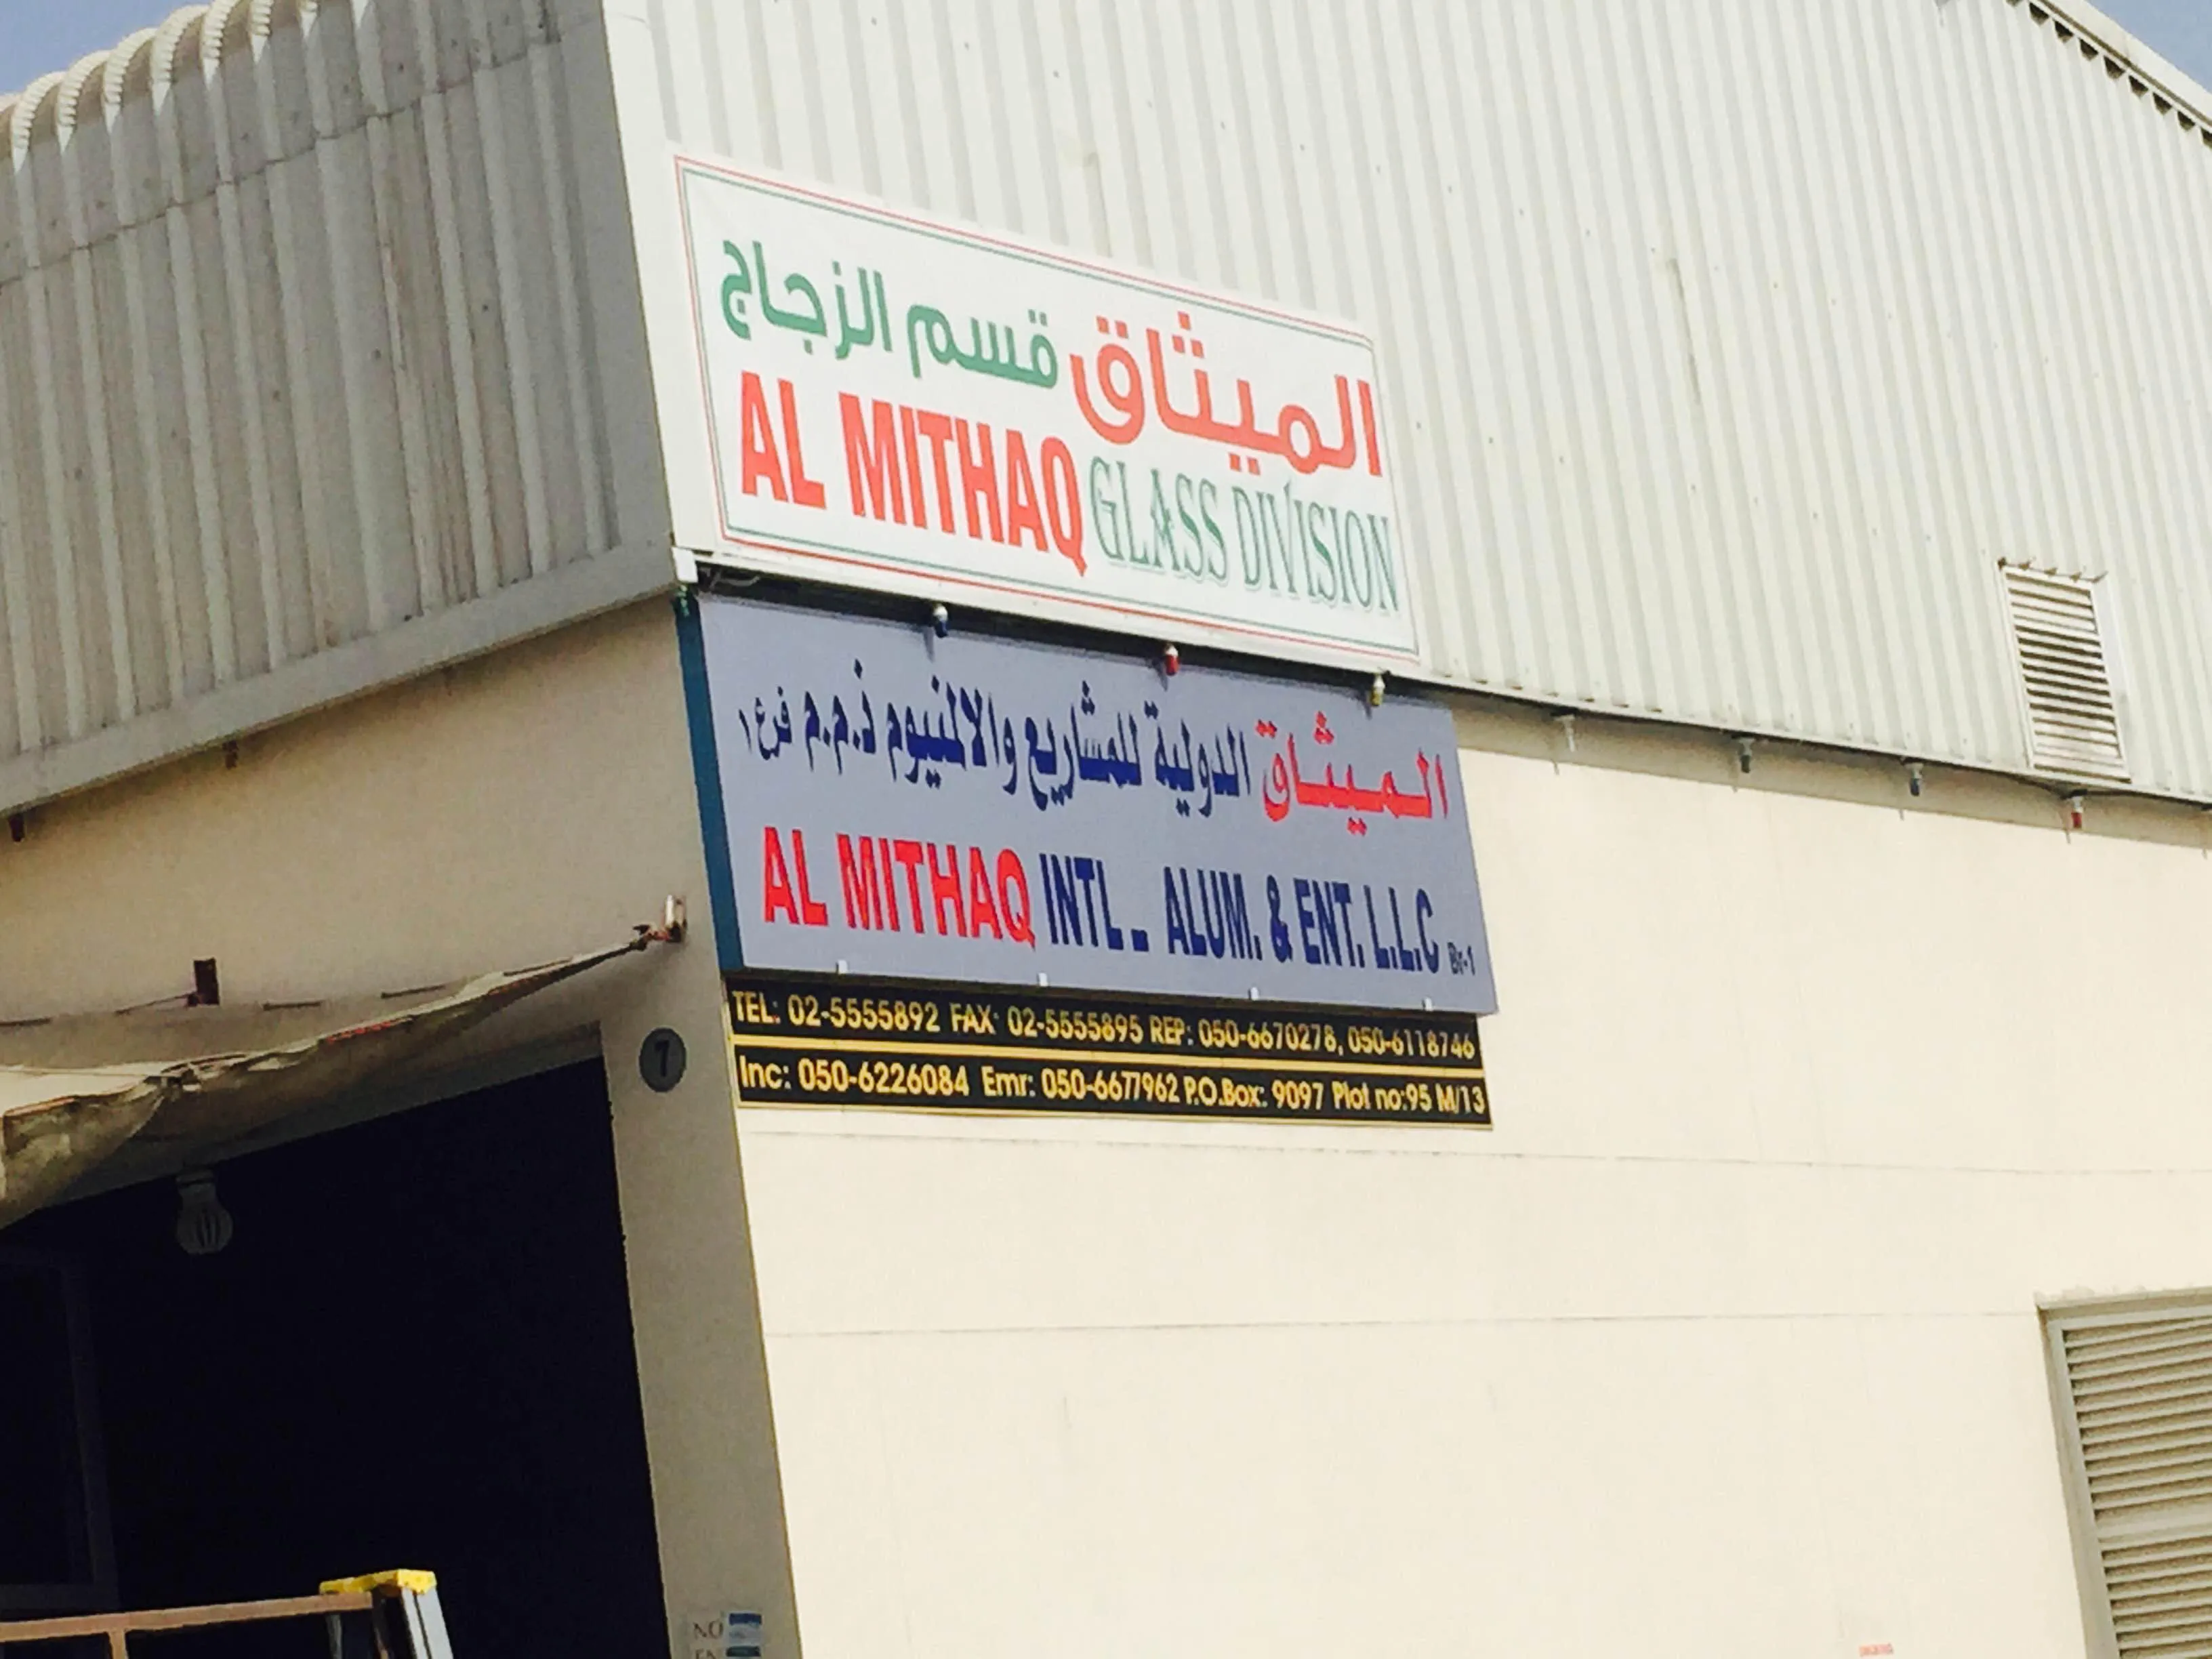 الميثاق قسم الزجاج
AL MITHAQ GLASS DIVISION
الميثاق الدولية للمشاريع والالمنيوم ذ.م.م فرع ١
AL MITHAQ INTL_ ALUM. & ENT. L.L.C Br-1
TEL: 02-5555892 FAX: 02-5555895 REP: 050-6670278, 050-6118746
Inc: 050-6226084 Emr: 050-6677962 P.O.Box: 9097 Plot no:95 M/13
7
NO